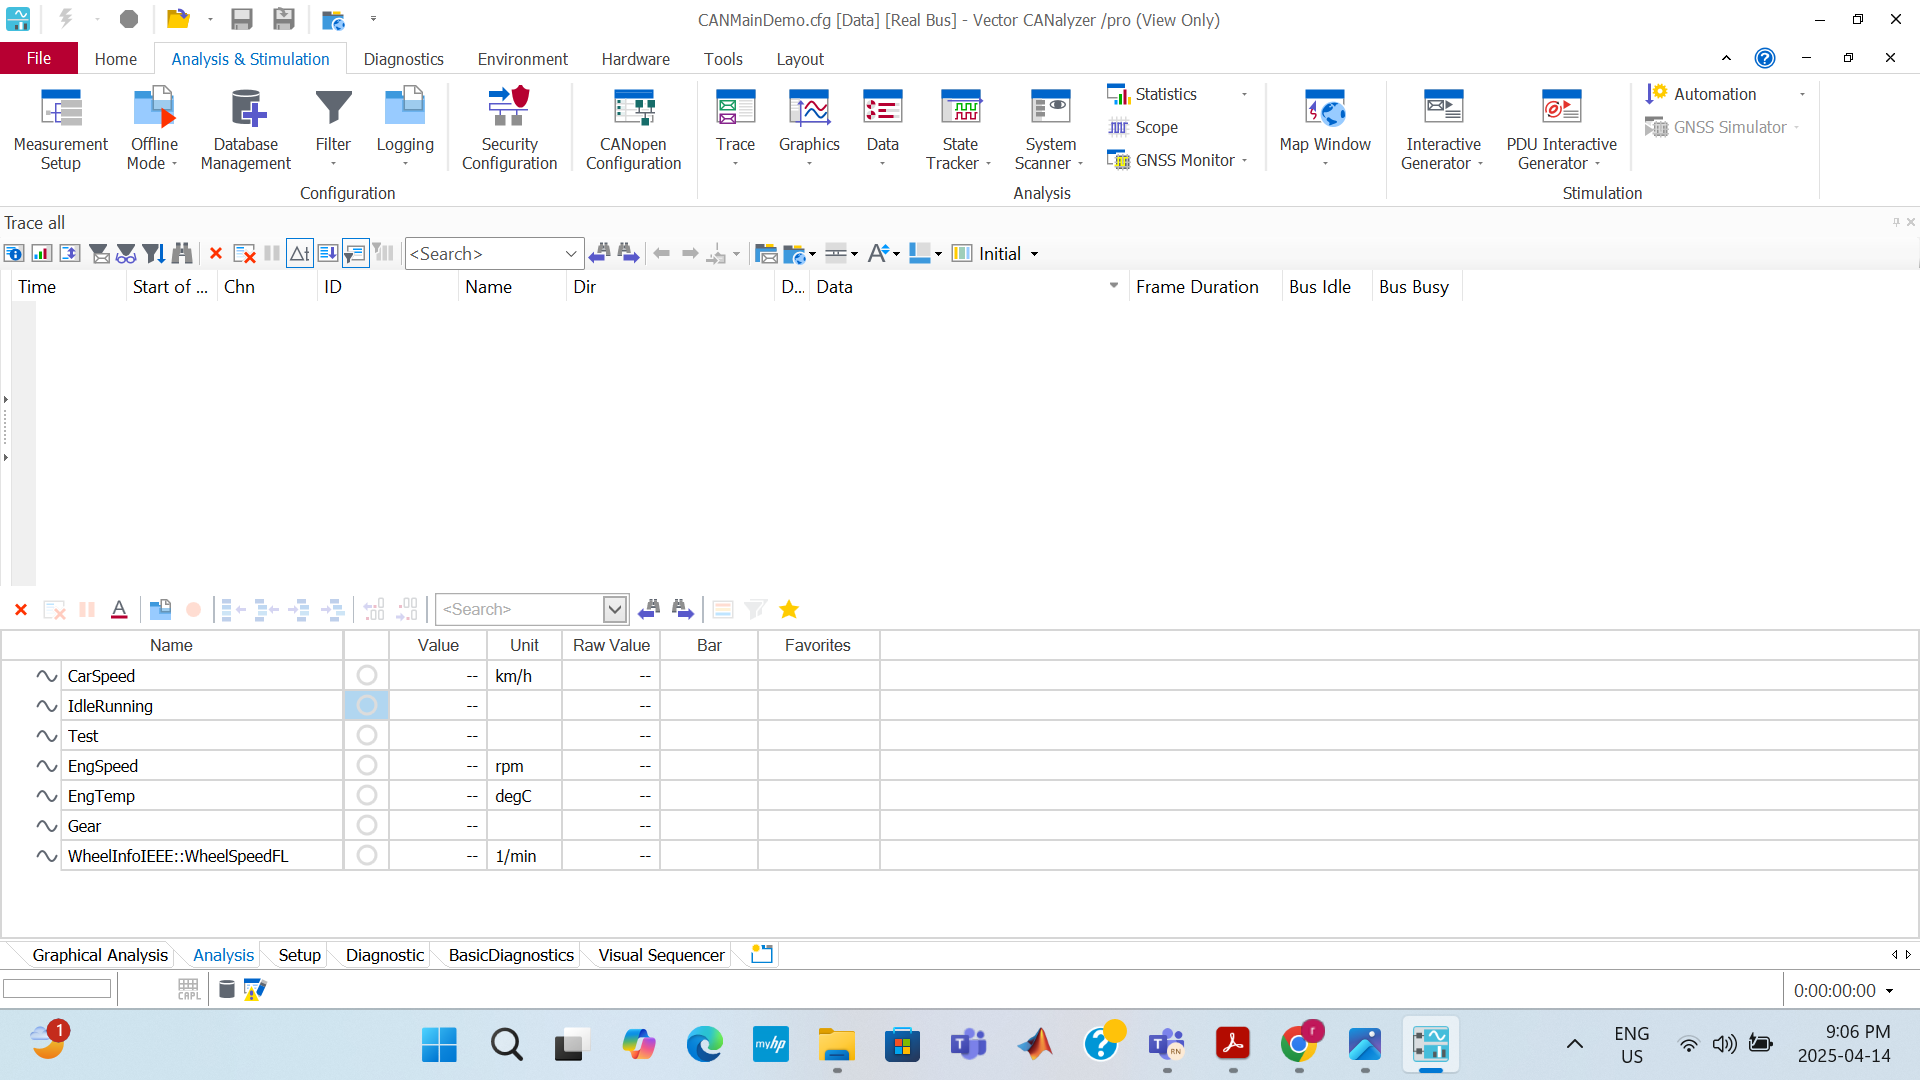 CANMainDemo.cfg [Data] [Real Bus] - Vector CANalyzer /pro (View Only)
File Home Analysis & Stimulation Diagnostics Environment Hardware Tools Layout
Measurement Setup
Offline Mode
Database Management
Filter
Logging
Security Configuration
CANopen Configuration
Trace
Graphics
Data
State Tracker
System Scanner
Statistics
Scope
GNSS Monitor
Map Window
Interactive Generator
PDU Interactive Generator
Automation
GNSS Simulator
Configuration
Analysis
Stimulation
Trace all
<Search>
Initial
Time Start of ... Chn ID Name Dir D... Data Frame Duration Bus Idle Bus Busy
<Search>
Name Value Unit Raw Value Bar Favorites
CarSpeed -- km/h --
IdleRunning -- --
Test -- --
EngSpeed -- rpm --
EngTemp -- degC --
Gear -- --
WheelInfoIEEE::WheelSpeedFL -- 1/min --
Graphical Analysis Analysis Setup Diagnostic BasicDiagnostics Visual Sequencer
CAPL
0:00:00:00
1
myhp
T
T
RN
r
ENG
US
9:06 PM
2025-04-14